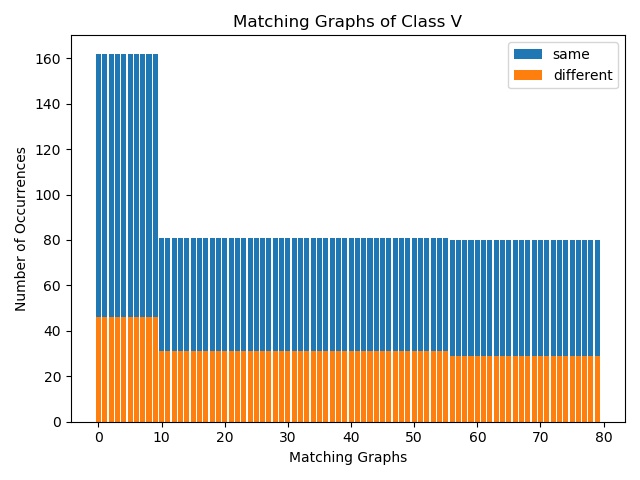 Matching Graphs of Class V
same
different
Number of Occurrences
160
140
120
100
80
60
40
20
0
0 10 20 30 40 50 60 70 80
Matching Graphs